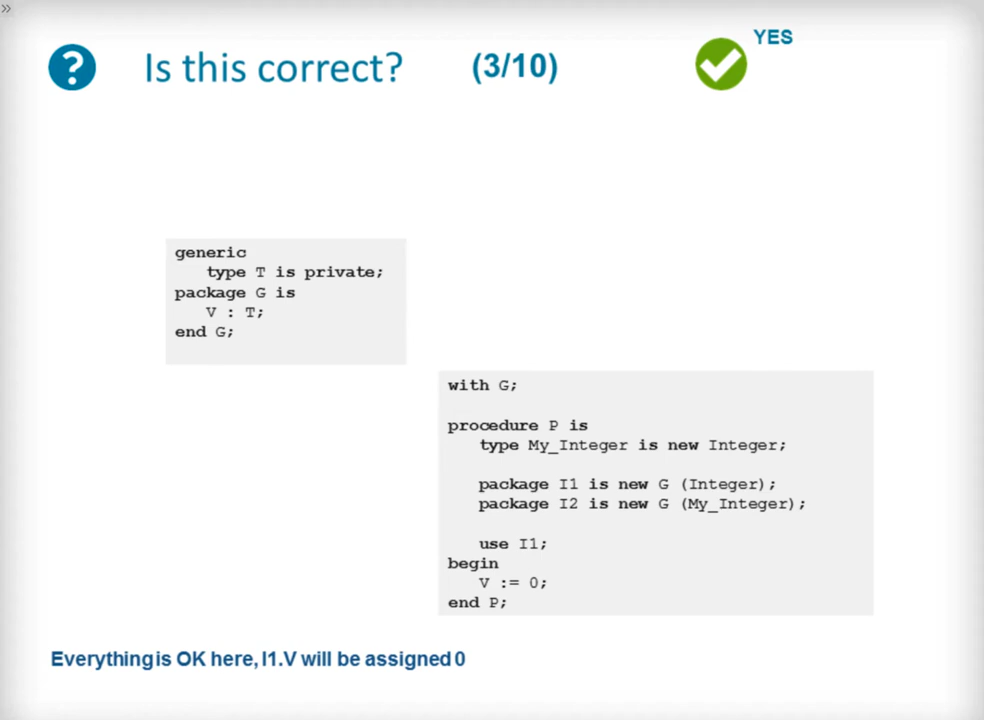 »
? Is this correct? (3/10) YES
generic
type T is private;
package G is
V : T;
end G;
with G;
procedure P is
type My_Integer is new Integer;
package I1 is new G (Integer);
package I2 is new G (My_Integer);
use I1;
begin
V := 0;
end P;
Everything is OK here, I1.V will be assigned 0